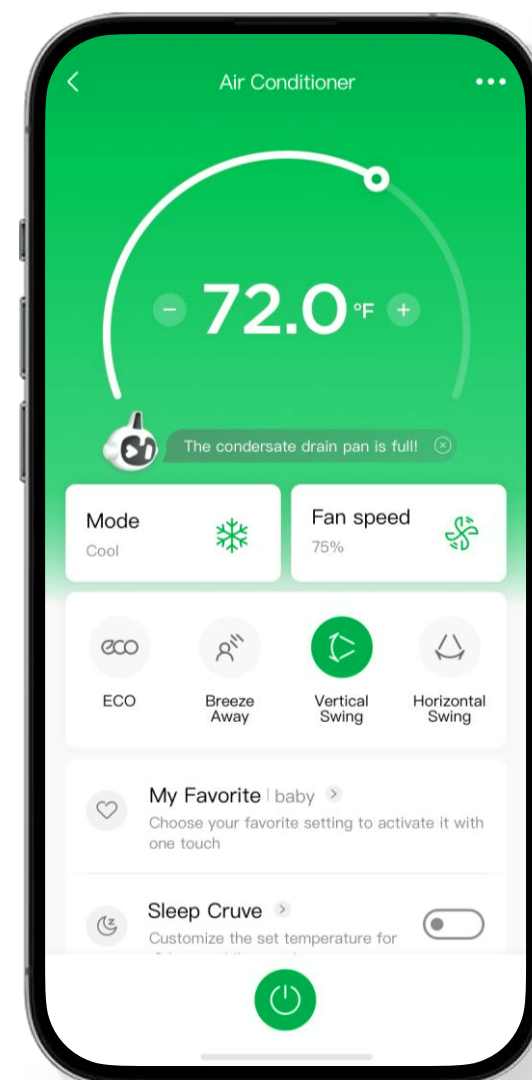 Air Conditioner
72.0 °F
The condersate drain pan is full!
Mode
Cool
Fan speed
75%
eco
ECO
Breeze
Away
Vertical
Swing
Horizontal
Swing
My Favorite | baby
Choose your favorite setting to activate it with
one touch
Sleep Cruve
Customize the set temperature for